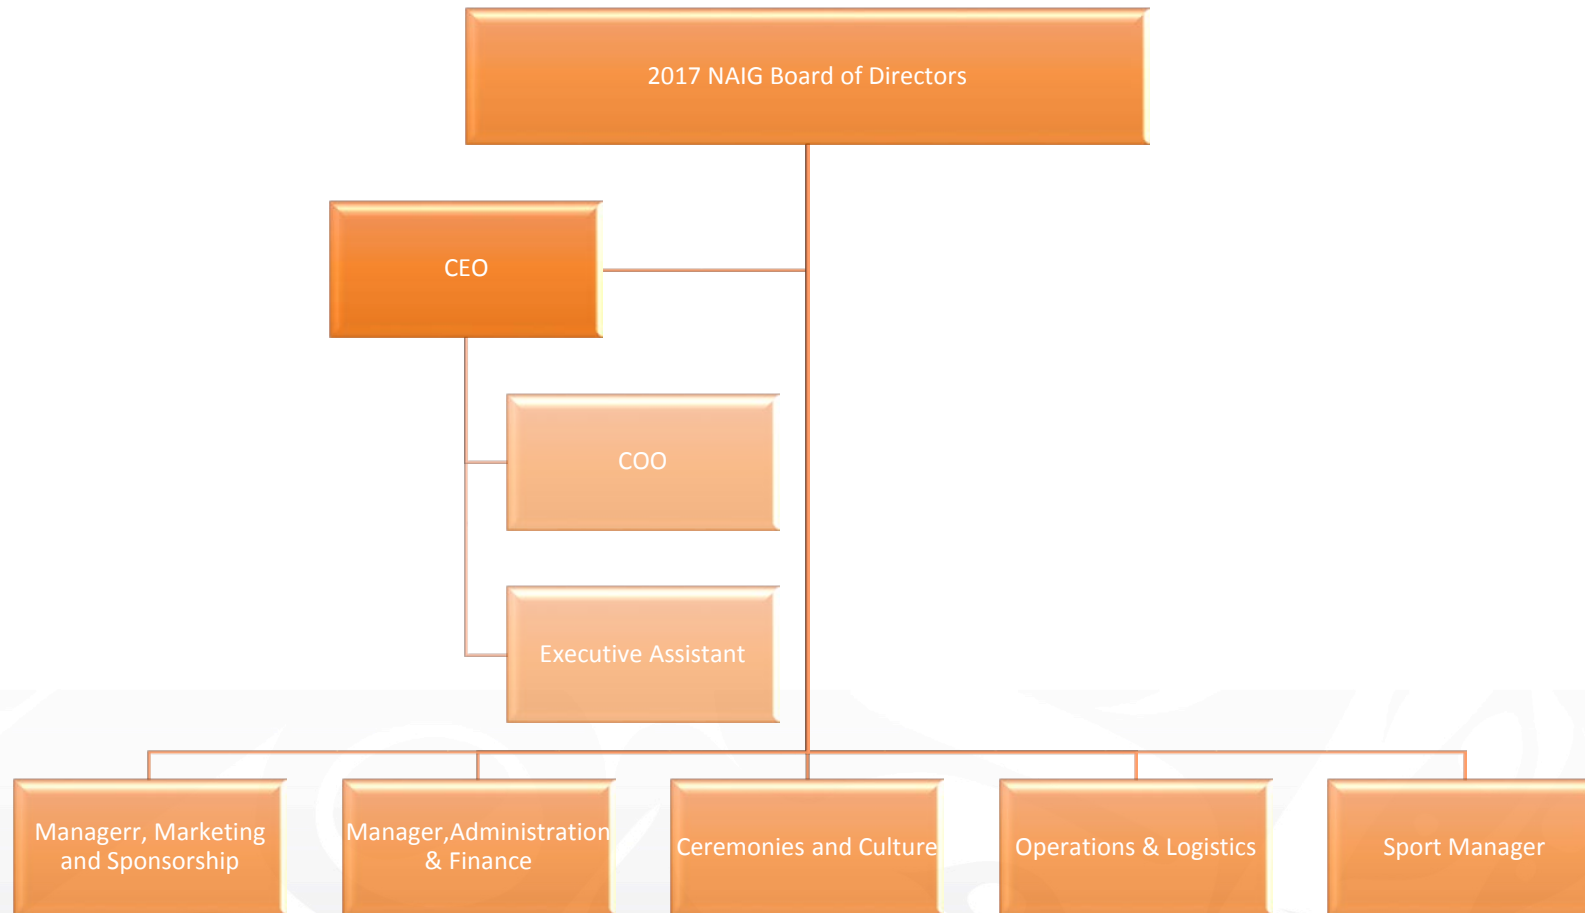 2017 NAIG Board of Directors
CEO
COO
Executive Assistant
Managerr, Marketing
and Sponsorship
Manager,Administration
& Finance
Ceremonies and Culture
Operations & Logistics
Sport Manager